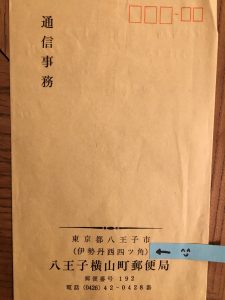 通信事務
東京都八王子市
(伊勢丹西四ツ角)
八王子横山町郵便局
郵便番号 192
電話 (0426) 42-0428番